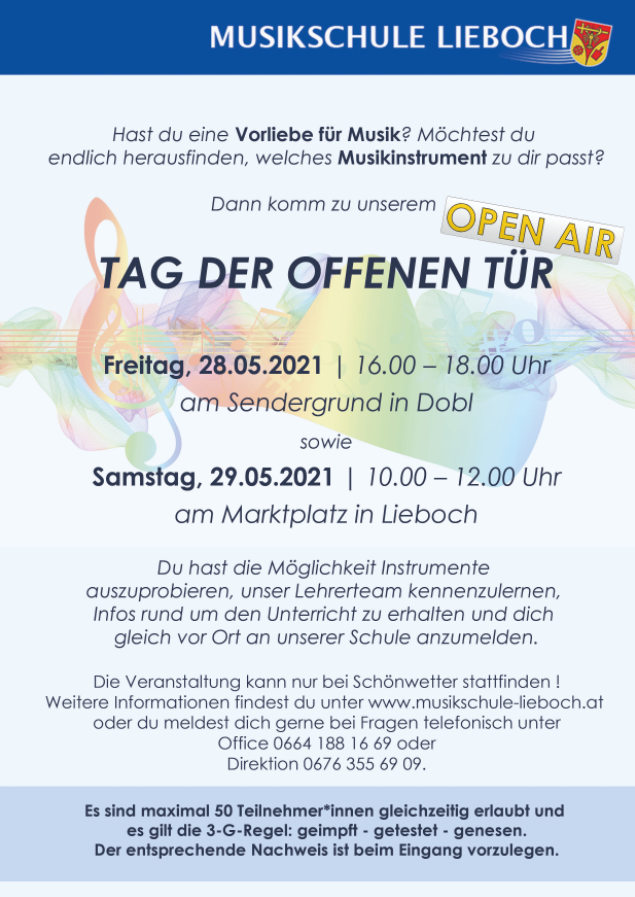 MUSIKSCHULE LIEBOCH
Hast du eine Vorliebe für Musik? Möchtest du
endlich herausfinden, welches Musikinstrument zu dir passt?
Dann komm zu unserem
OPEN AIR
TAG DER OFFENEN TÜR
Freitag, 28.05.2021 | 16.00 – 18.00 Uhr
am Sendergrund in Dobl
sowie
Samstag, 29.05.2021 | 10.00 – 12.00 Uhr
am Marktplatz in Lieboch
Du hast die Möglichkeit Instrumente
auszuprobieren, unser Lehrerteam kennenzulernen,
Infos rund um den Unterricht zu erhalten und dich
gleich vor Ort an unserer Schule anzumelden.
Die Veranstaltung kann nur bei Schönwetter stattfinden !
Weitere Informationen findest du unter www.musikschule-lieboch.at
oder du meldest dich gerne bei Fragen telefonisch unter
Office 0664 188 16 69 oder
Direktion 0676 355 69 09.
Es sind maximal 50 Teilnehmer*innen gleichzeitig erlaubt und
es gilt die 3-G-Regel: geimpft - getestet - genesen.
Der entsprechende Nachweis ist beim Eingang vorzulegen.